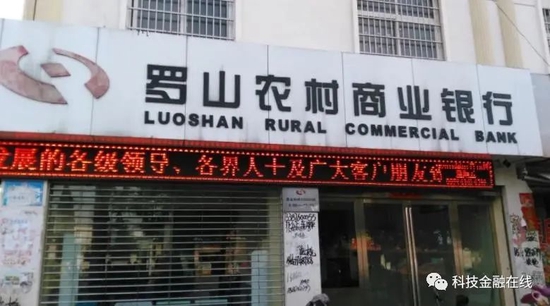 罗山农村商业银行
LUOSHAN RURAL COMMERCIAL BANK
发展的各级领导、各界人士及广大客户朋友
科技金融在线